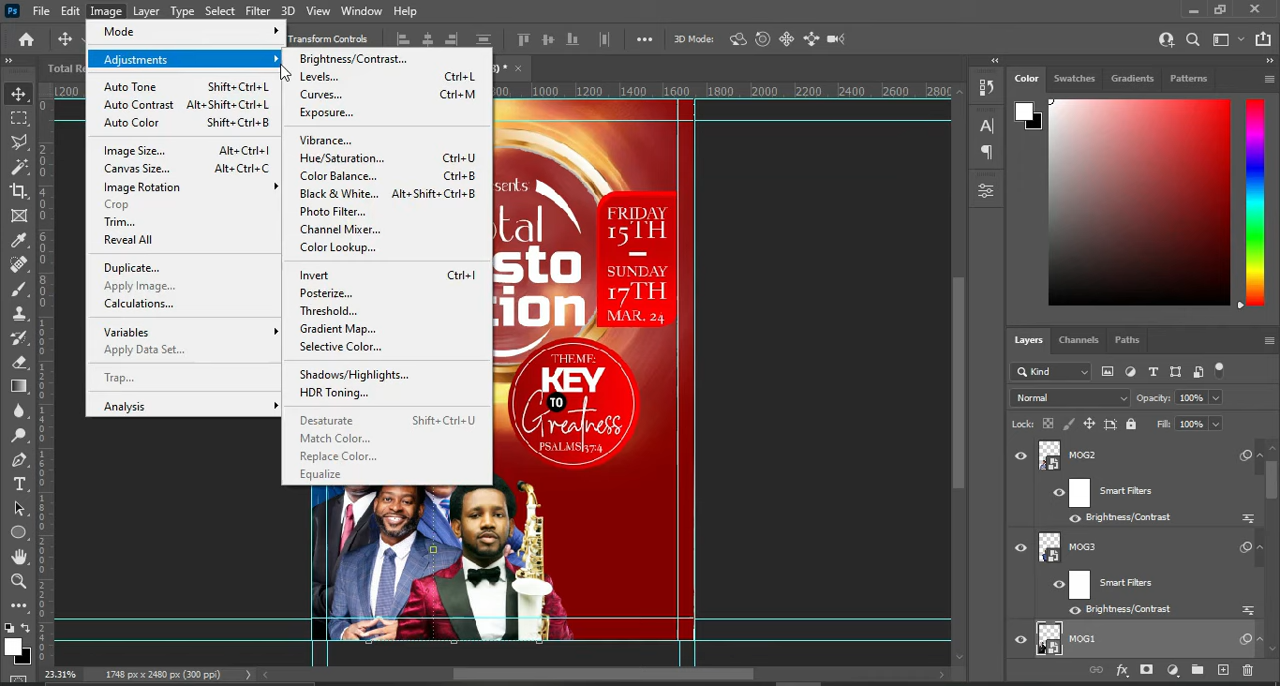 Ps File Edit Image Layer Type Select Filter 3D View Window Help
Transform Controls
3D Mode:
Total Re
) * ×
Mode
Adjustments
Auto Tone Shift+Ctrl+L
Auto Contrast Alt+Shift+Ctrl+L
Auto Color Shift+Ctrl+B
Image Size... Alt+Ctrl+I
Canvas Size... Alt+Ctrl+C
Image Rotation
Crop
Trim...
Reveal All
Duplicate...
Apply Image...
Calculations...
Variables
Apply Data Set...
Trap...
Analysis
Brightness/Contrast...
Levels... Ctrl+L
Curves... Ctrl+M
Exposure...
Vibrance...
Hue/Saturation... Ctrl+U
Color Balance... Ctrl+B
Black & White... Alt+Shift+Ctrl+B
Photo Filter...
Channel Mixer...
Color Lookup...
Invert Ctrl+I
Posterize...
Threshold...
Gradient Map...
Selective Color...
Shadows/Highlights...
HDR Toning...
Desaturate Shift+Ctrl+U
Match Color...
Replace Color...
Equalize
1200 800 1000 1200 1400 1600 1800 2000 2200 2400 2600 2800
esents:
otal
sto
tion
FRIDAY
15TH
SUNDAY
17TH
MAR. 24
THEME:
KEY
TO
Greatness
PSALMS 37:4
Color Swatches Gradients Patterns
Layers Channels Paths
Kind
Normal Opacity: 100%
Lock: Fill: 100%
MOG2
Smart Filters
Brightness/Contrast
MOG3
Smart Filters
Brightness/Contrast
MOG1
23.31% 1748 px x 2480 px (300 ppi)